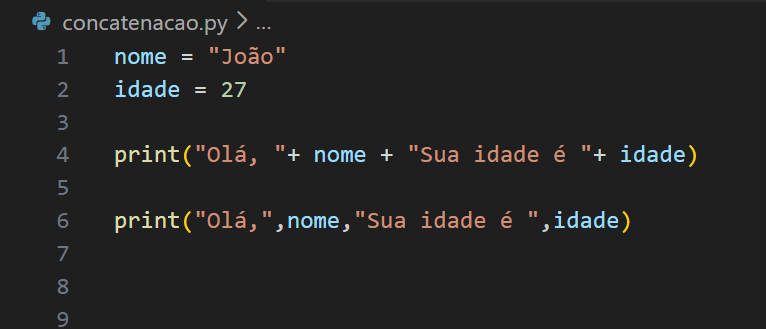 concatenacao.py > ...
1 nome = "João"
2 idade = 27
3
4 print("Olá, "+ nome + "Sua idade é "+ idade)
5
6 print("Olá,",nome,"Sua idade é ",idade)
7
8
9